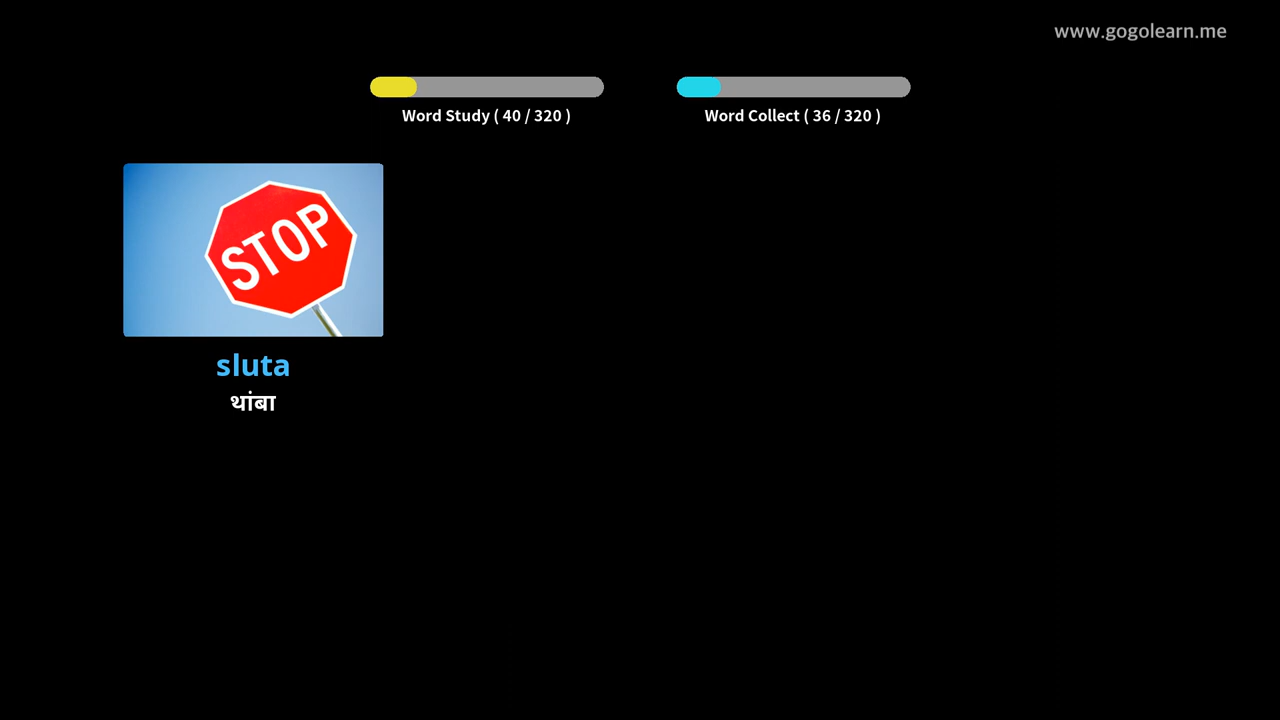 www.gogolearn.me
Word Study ( 40 / 320 )
Word Collect ( 36 / 320 )
STOP
sluta
थांबा